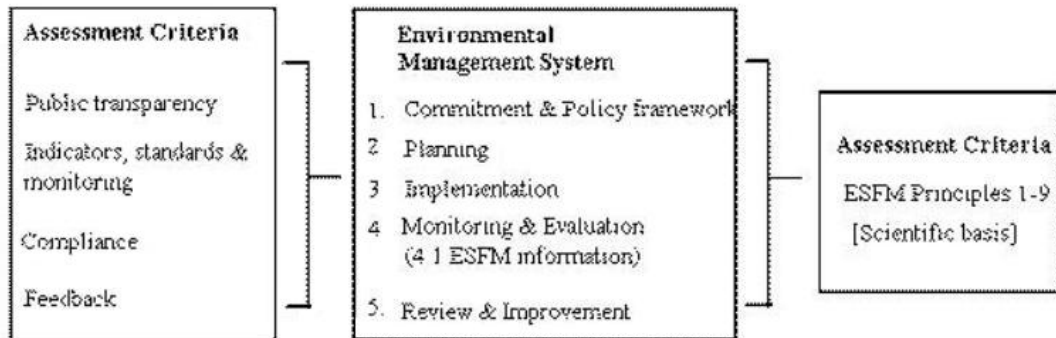 Assessment Criteria
Public transparency
Indicators, standards &
monitoring
Compliance
Feedback
Environmental
Management System
1. Commitment & Policy framework
2 Planning
3 Implementation
4 Monitoring & Evaluation
(4 1 ESFM information)
5. Review & Improvement
Assessment Criteria
ESFM Principles 1-9
[Scientific basis]